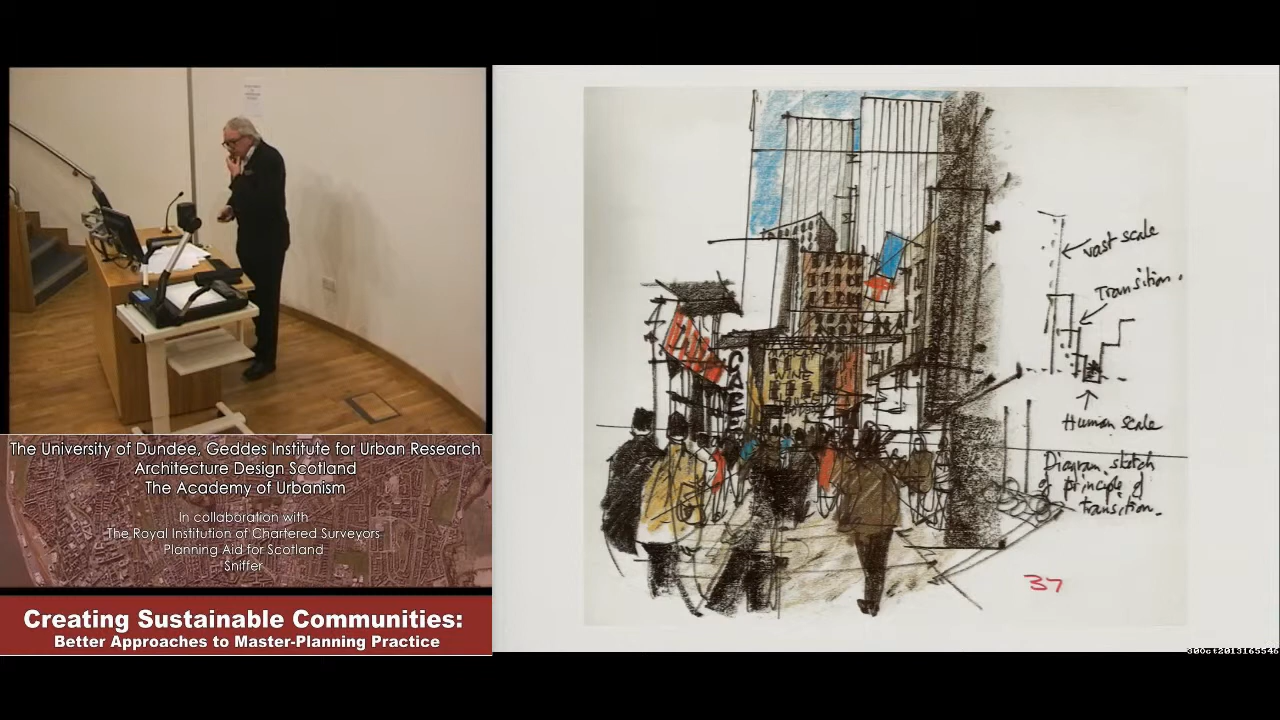 The University of Dundee, Geddes Institute for Urban Research
Architecture Design Scotland
The Academy of Urbanism
In collaboration with
The Royal Institution of Chartered Surveyors
Planning Aid for Scotland
Sniffer
Creating Sustainable Communities:
Better Approaches to Master-Planning Practice
vast scale
Transition.
Human scale
Diagram sketch
of principle of
transition.
WINE
37
30Oct2013165546